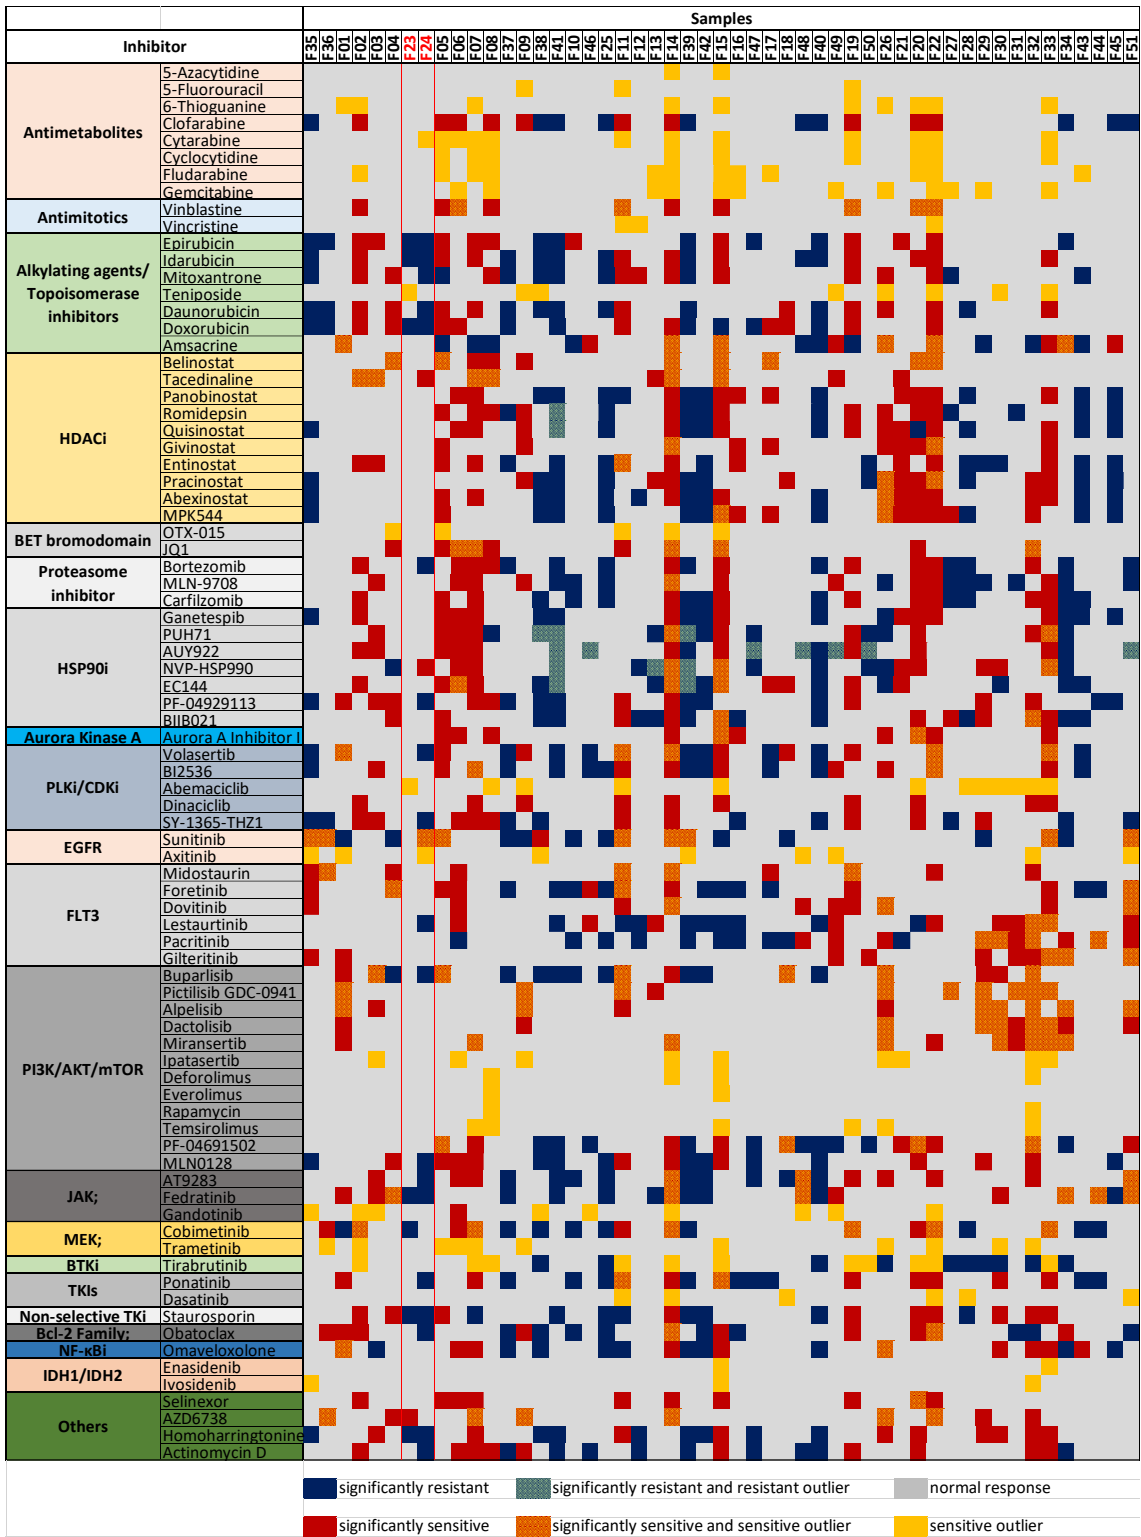 Samples
Inhibitor
F35 F36 F01 F02 F03 F04 F23 F24 F05 F06 F07 F08 F37 F09 F38 F41 F10 F46 F25 F11 F12 F13 F14 F39 F42 F15 F16 F47 F17 F18 F48 F40 F49 F19 F50 F26 F21 F20 F22 F27 F28 F29 F30 F31 F32 F33 F34 F43 F44 F45 F51
Antimetabolites
5-Azacytidine
5-Fluorouracil
6-Thioguanine
Clofarabine
Cytarabine
Cyclocytidine
Fludarabine
Gemcitabine
Antimitotics
Vinblastine
Vincristine
Alkylating agents/
Topoisomerase
inhibitors
Epirubicin
Idarubicin
Mitoxantrone
Teniposide
Daunorubicin
Doxorubicin
Amsacrine
HDACi
Belinostat
Tacedinaline
Panobinostat
Romidepsin
Quisinostat
Givinostat
Entinostat
Pracinostat
Abexinostat
MPK544
BET bromodomain
OTX-015
JQ1
Proteasome
inhibitor
Bortezomib
MLN-9708
Carfilzomib
HSP90i
Ganetespib
PUH71
AUY922
NVP-HSP990
EC144
PF-04929113
BIIB021
Aurora Kinase A
Aurora A Inhibitor I
PLKi/CDKi
Volasertib
BI2536
Abemaciclib
Dinaciclib
SY-1365-THZ1
EGFR
Sunitinib
Axitinib
FLT3
Midostaurin
Foretinib
Dovitinib
Lestaurtinib
Pacritinib
Gilteritinib
PI3K/AKT/mTOR
Buparlisib
Pictilisib GDC-0941
Alpelisib
Dactolisib
Miransertib
Ipatasertib
Deforolimus
Everolimus
Rapamycin
Temsirolimus
PF-04691502
MLN0128
JAK;
AT9283
Fedratinib
Gandotinib
MEK;
Cobimetinib
Trametinib
BTKi
Tirabrutinib
TKIs
Ponatinib
Dasatinib
Non-selective TKi
Staurosporin
Bcl-2 Family;
Obatoclax
NF-κBi
Omaveloxolone
IDH1/IDH2
Enasidenib
Ivosidenib
Others
Selinexor
AZD6738
Homoharringtonine
Actinomycin D
significantly resistant
significantly resistant and resistant outlier
normal response
significantly sensitive
significantly sensitive and sensitive outlier
sensitive outlier